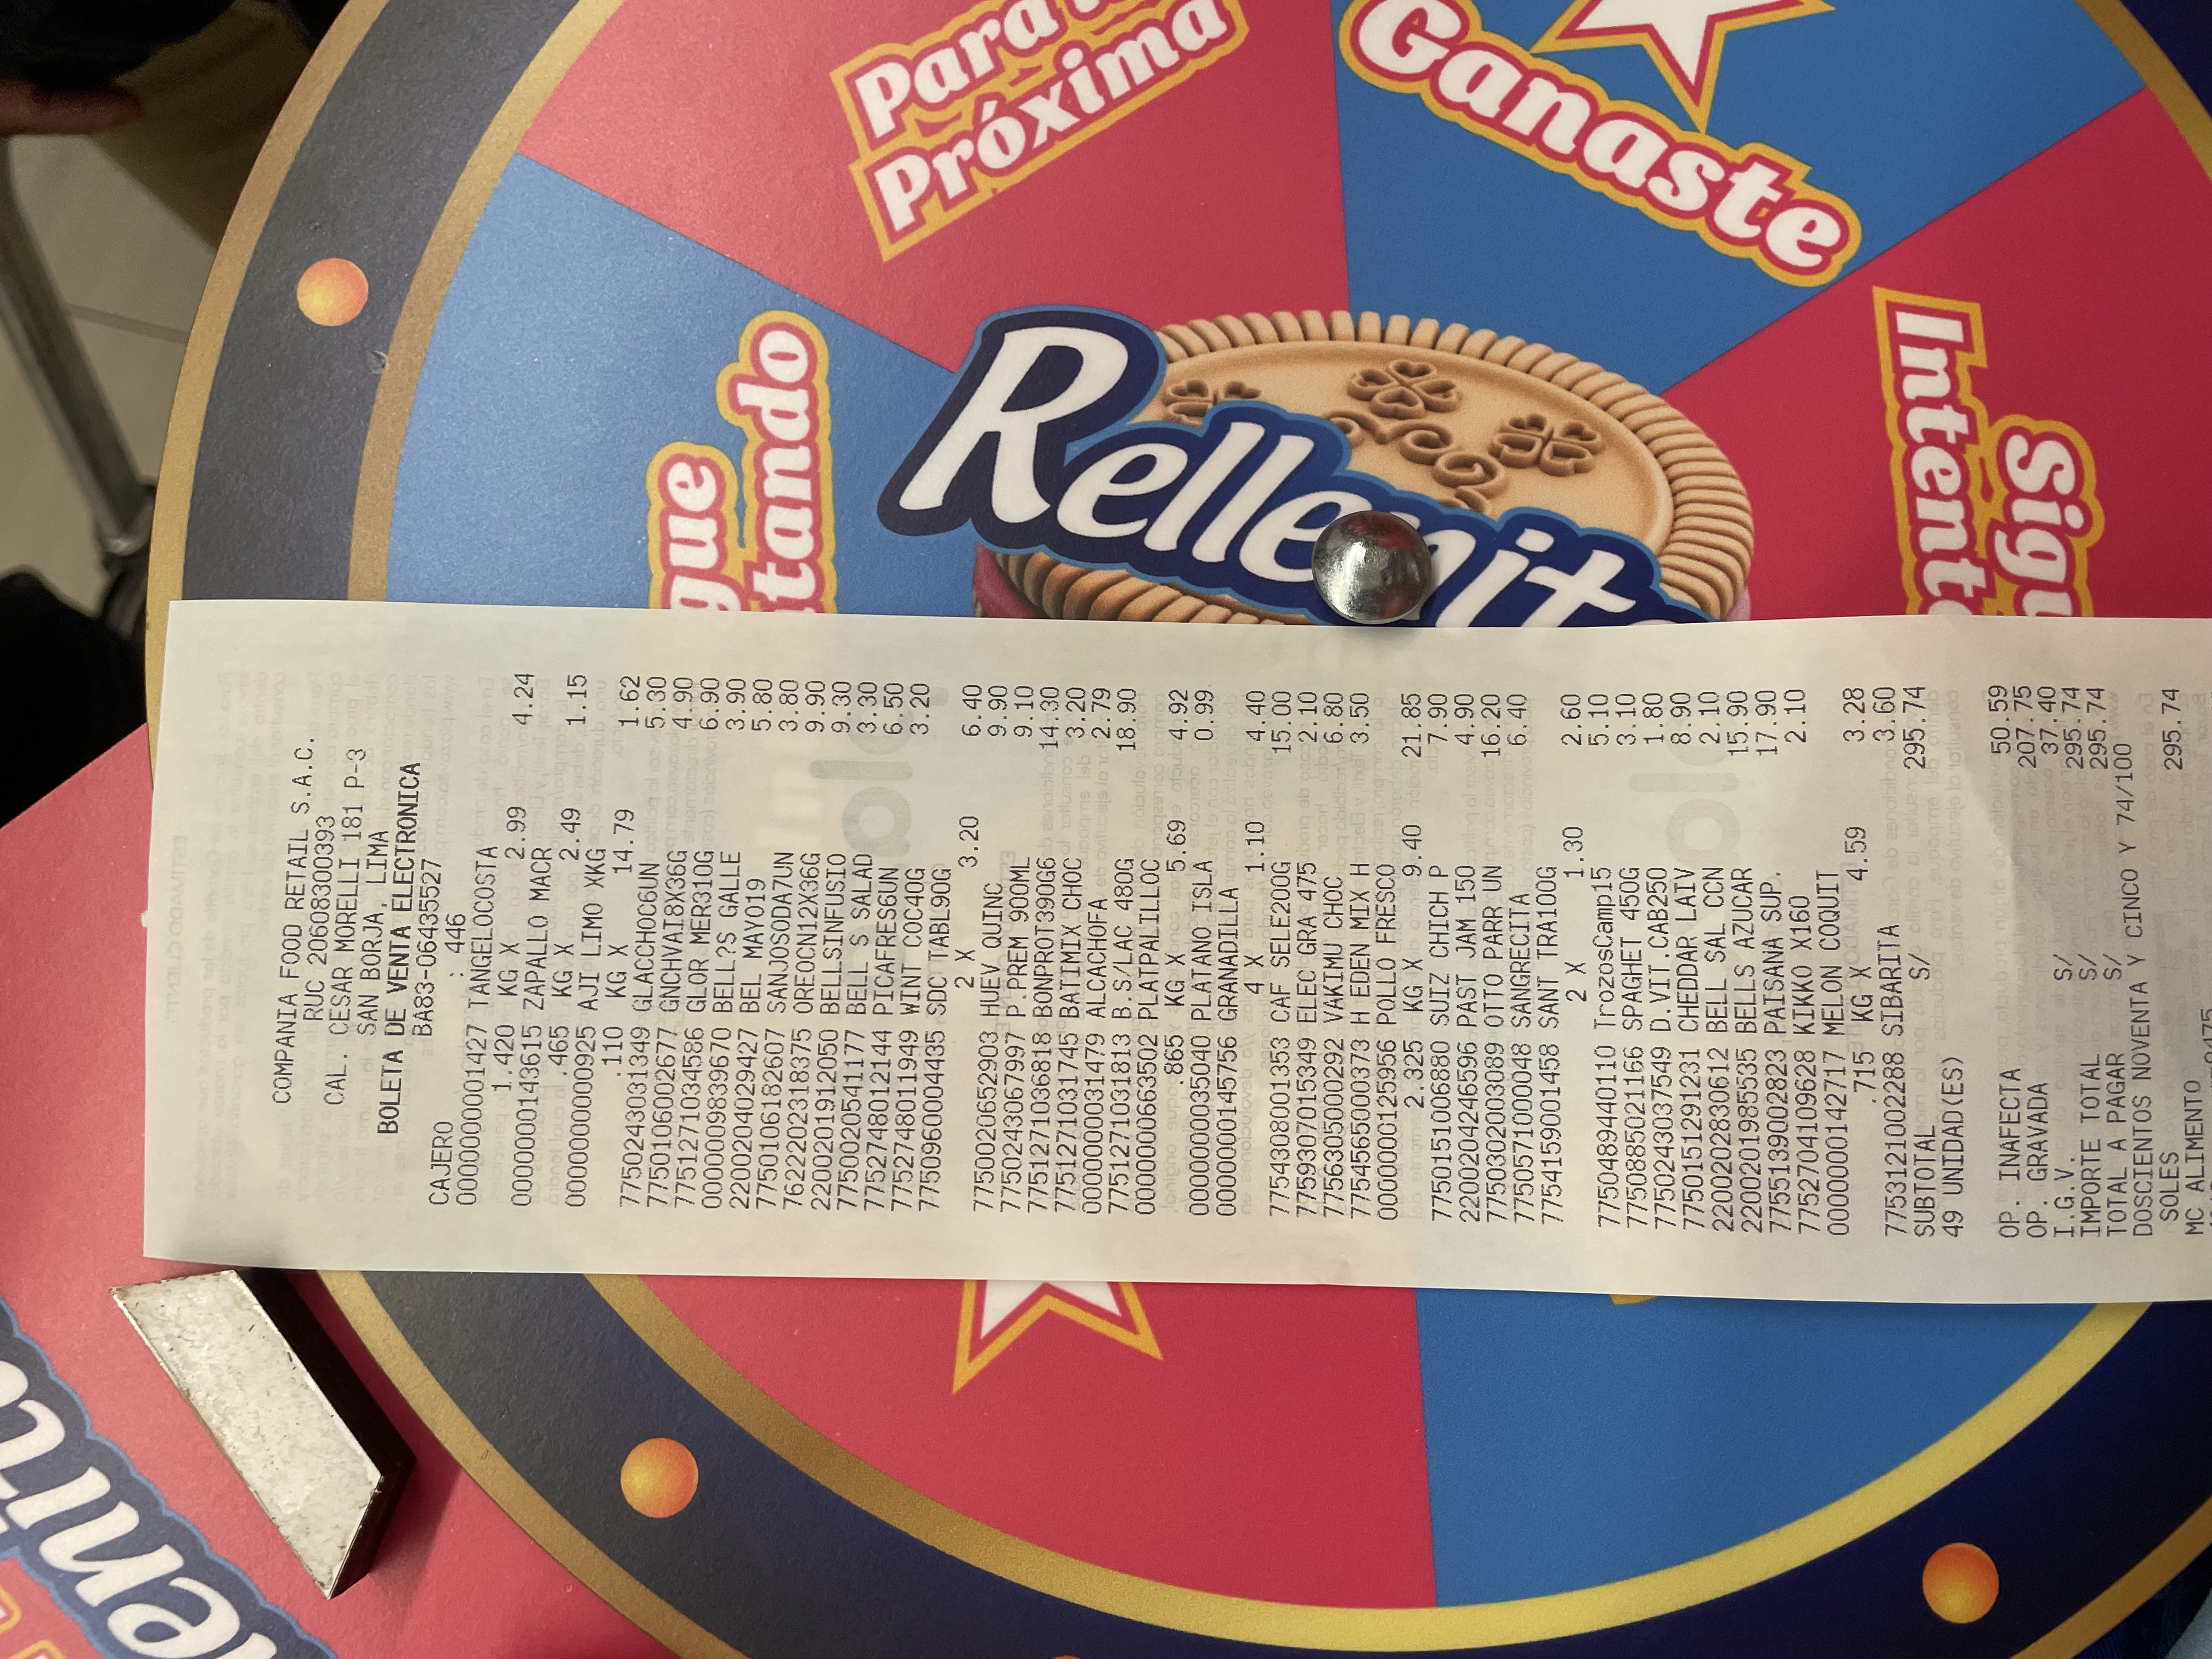 COMPANIA FOOD RETAIL S.A.C.
RUC 20608300393
CAL. CESAR MORELLI 181 P-3
SAN BORJA, LIMA
BOLETA DE VENTA ELECTRONICA
BA83-06435527
CAJERO : 446
0000000001427 TANGELOCOSTA
1.420 KG X 2.99 4.24
0000000143615 ZAPALLO MACR
.465 KG X 2.49 1.15
0000000000925 AJI LIMO XKG
.110 KG X 14.79 1.62
7750243031349 GLACCHOC6UN 5.30
7750106002677 GNCHVAI8X36G 4.90
7751271034586 GLOR MER310G 6.90
0000009839670 BELL?S GALLE 3.90
2200204029427 BEL MAYO19 5.80
7750106182607 SANJOSODA7UN 3.80
7622202318375 OREOCN12X36G 9.90
2200201912050 BELLSINFUSIO 9.30
7750020541177 BELL S SALAD 3.30
7752748012144 PICAFRES6UN 6.50
7752748011949 WINT COC40G 3.20
7750960004435 SDC TABL90G
2 X 3.20 6.40
7750020652903 HUEV QUINC 9.90
7750243067997 P.PREM 900ML 9.10
7751271036818 BONPROT390G6 14.30
7751271031745 BATIMIX CHOC 3.20
0000000031479 ALCACHOFA 2.79
7751271031813 B.S/LAC 480G 18.90
0000000663502 PLATPALILLOC
.865 KG X 5.69 4.92
0000000035040 PLATANO ISLA 0.99
0000000145756 GRANADILLA
4 X 1.10 4.40
7754308001353 CAF SELE200G 15.00
7759307015349 ELEC GRA 475 2.10
7756305000292 VAKIMU CHOC 6.80
7754565000373 H EDEN MIX H 3.50
0000000125956 POLLO FRESCO
2.325 KG X 9.40 21.85
7750151006880 SUIZ CHICH P 7.90
2200204246596 PAST JAM 150 4.90
7750302003089 OTTO PARR UN 16.20
7750571000048 SANGRECITA 6.40
7754159001458 SANT TRA100G
2 X 1.30 2.60
7750489440110 TrozosCamp15 5.10
7750885021166 SPAGHET 450G 3.10
7750243037549 D.VIT.CAB250 1.80
7750151291231 CHEDDAR LAIV 8.90
2200202830612 BELL SAL CCN 2.10
2200201985535 BELLS AZUCAR 15.90
7755139002823 PAISANA SUP. 17.90
7752704109628 KIKKO X160 2.10
0000000142717 MELON COQUIT
.715 KG X 4.59 3.28
7753121002288 SIBARITA 3.60
SUBTOTAL S/ 295.74
49 UNIDAD(ES)
OP. INAFECTA 50.59
OP. GRAVADA 207.75
I.G.V. S/ 37.40
IMPORTE TOTAL S/ 295.74
TOTAL A PAGAR S/ 295.74
DOSCIENTOS NOVENTA Y CINCO Y 74/100
SOLES
MC ALIMENTO 295.74
Para
Próxima
Canaste
Sigue